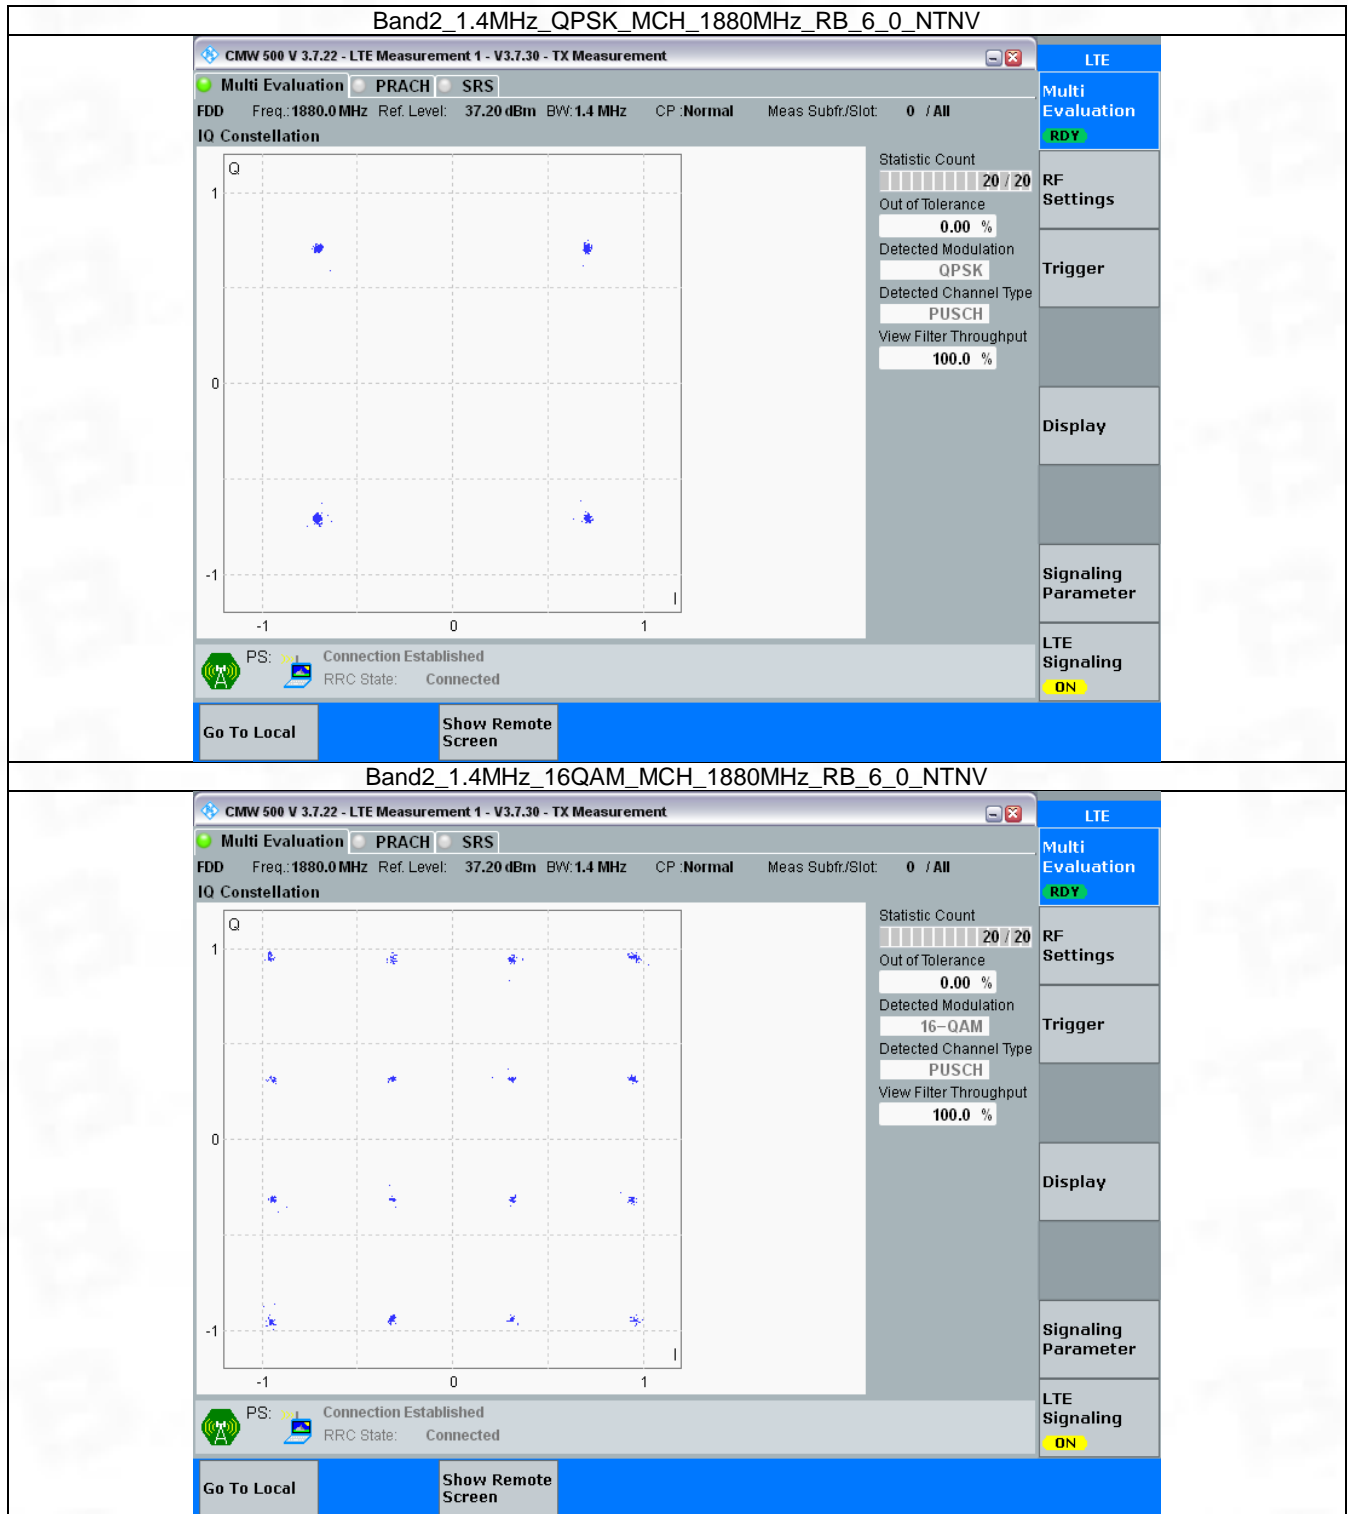 Band2_1.4MHz_QPSK_MCH_1880MHz_RB_6_0_NTNV
CMW 500 V 3.7.22 - LTE Measurement 1 - V3.7.30 - TX Measurement
LTE
Multi Evaluation PRACH SRS
Multi
Evaluation
RDY
FDD Freq.:1880.0 MHz Ref. Level: 37.20 dBm BW:1.4 MHz CP :Normal Meas Subfr./Slot: 0 / All
IQ Constellation
Q
1
0
-1
I
-1 0 1
Statistic Count
20 / 20
Out of Tolerance
0.00 %
Detected Modulation
QPSK
Detected Channel Type
PUSCH
View Filter Throughput
100.0 %
RF
Settings
Trigger
Display
Signaling
Parameter
LTE
Signaling
ON
PS: Connection Established
RRC State: Connected
Go To Local
Show Remote
Screen
Band2_1.4MHz_16QAM_MCH_1880MHz_RB_6_0_NTNV
CMW 500 V 3.7.22 - LTE Measurement 1 - V3.7.30 - TX Measurement
LTE
Multi Evaluation PRACH SRS
Multi
Evaluation
RDY
FDD Freq.:1880.0 MHz Ref. Level: 37.20 dBm BW:1.4 MHz CP :Normal Meas Subfr./Slot: 0 / All
IQ Constellation
Q
1
0
-1
I
-1 0 1
Statistic Count
20 / 20
Out of Tolerance
0.00 %
Detected Modulation
16-QAM
Detected Channel Type
PUSCH
View Filter Throughput
100.0 %
RF
Settings
Trigger
Display
Signaling
Parameter
LTE
Signaling
ON
PS: Connection Established
RRC State: Connected
Go To Local
Show Remote
Screen